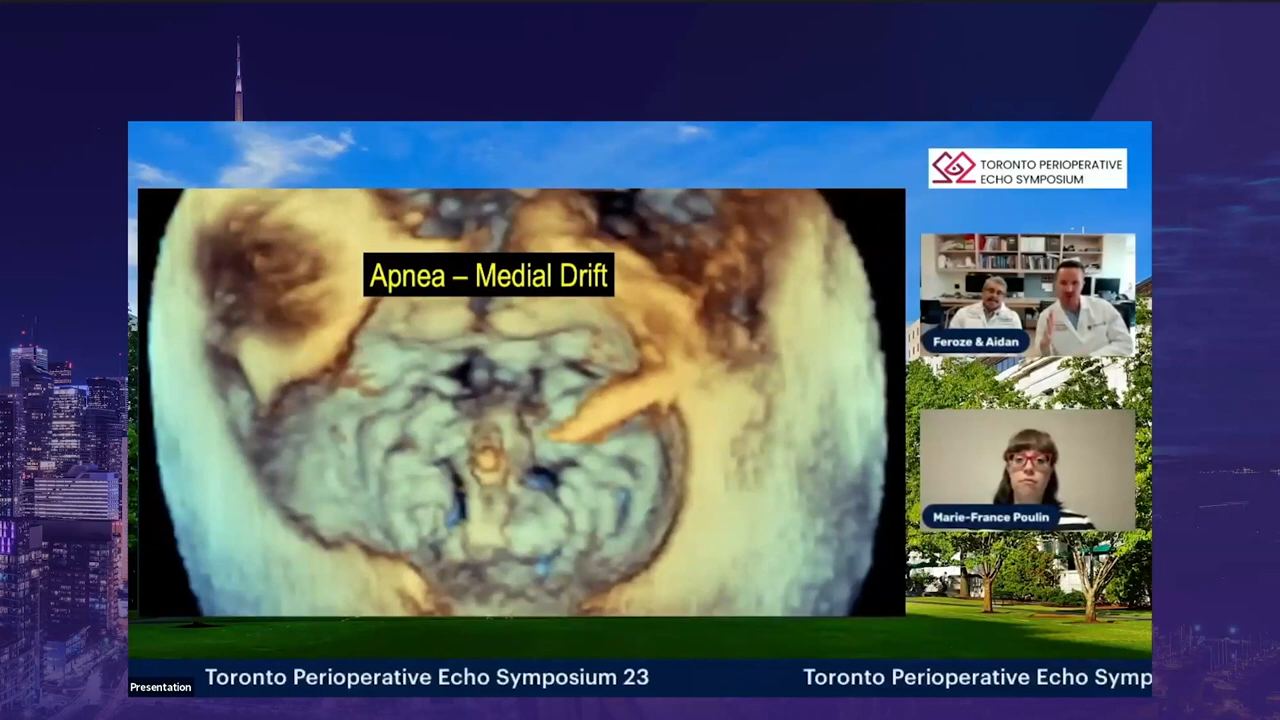 TORONTO PERIOPERATIVE
ECHO SYMPOSIUM
Apnea – Medial Drift
Feroze & Aidan
Marie-France Poulin
Toronto Perioperative Echo Symposium 23
Toronto Perioperative Echo Symp
Presentation